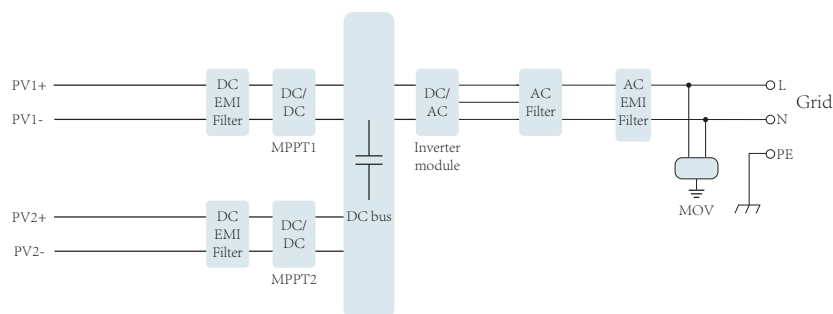 PV1+
PV1-
DC
EMI
Filter
DC/
DC
MPPT1
DC/
AC
Inverter
module
AC
Filter
AC
EMI
Filter
L
N
Grid
PE
MOV
PV2+
PV2-
DC
EMI
Filter
DC/
DC
MPPT2
DC bus